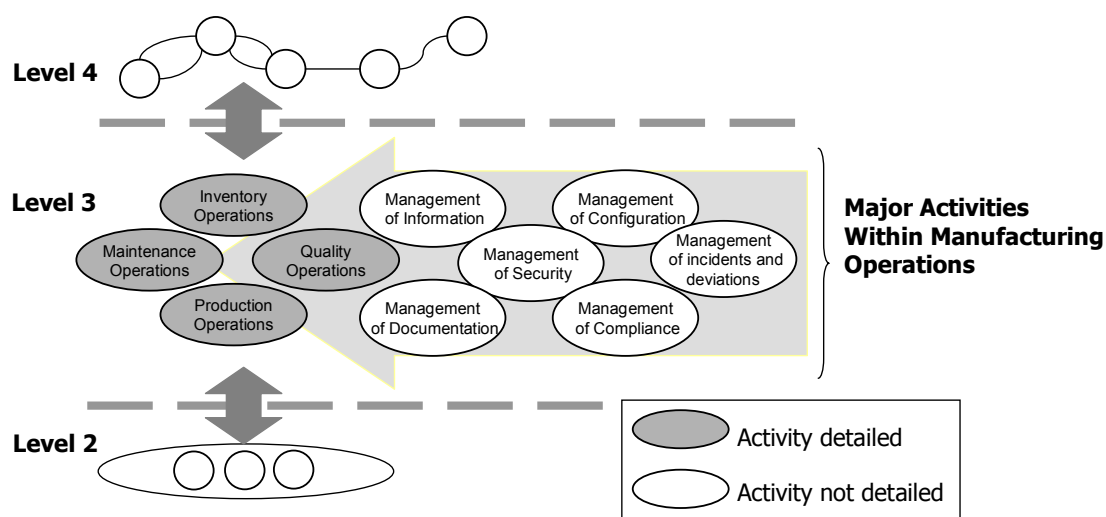 Level 4
Level 3
Inventory
Operations
Maintenance
Operations
Quality
Operations
Production
Operations
Management
of Information
Management
of Configuration
Management
of Security
Management
of incidents and
deviations
Management
of Documentation
Management
of Compliance
Major Activities
Within Manufacturing
Operations
Level 2
Activity detailed
Activity not detailed